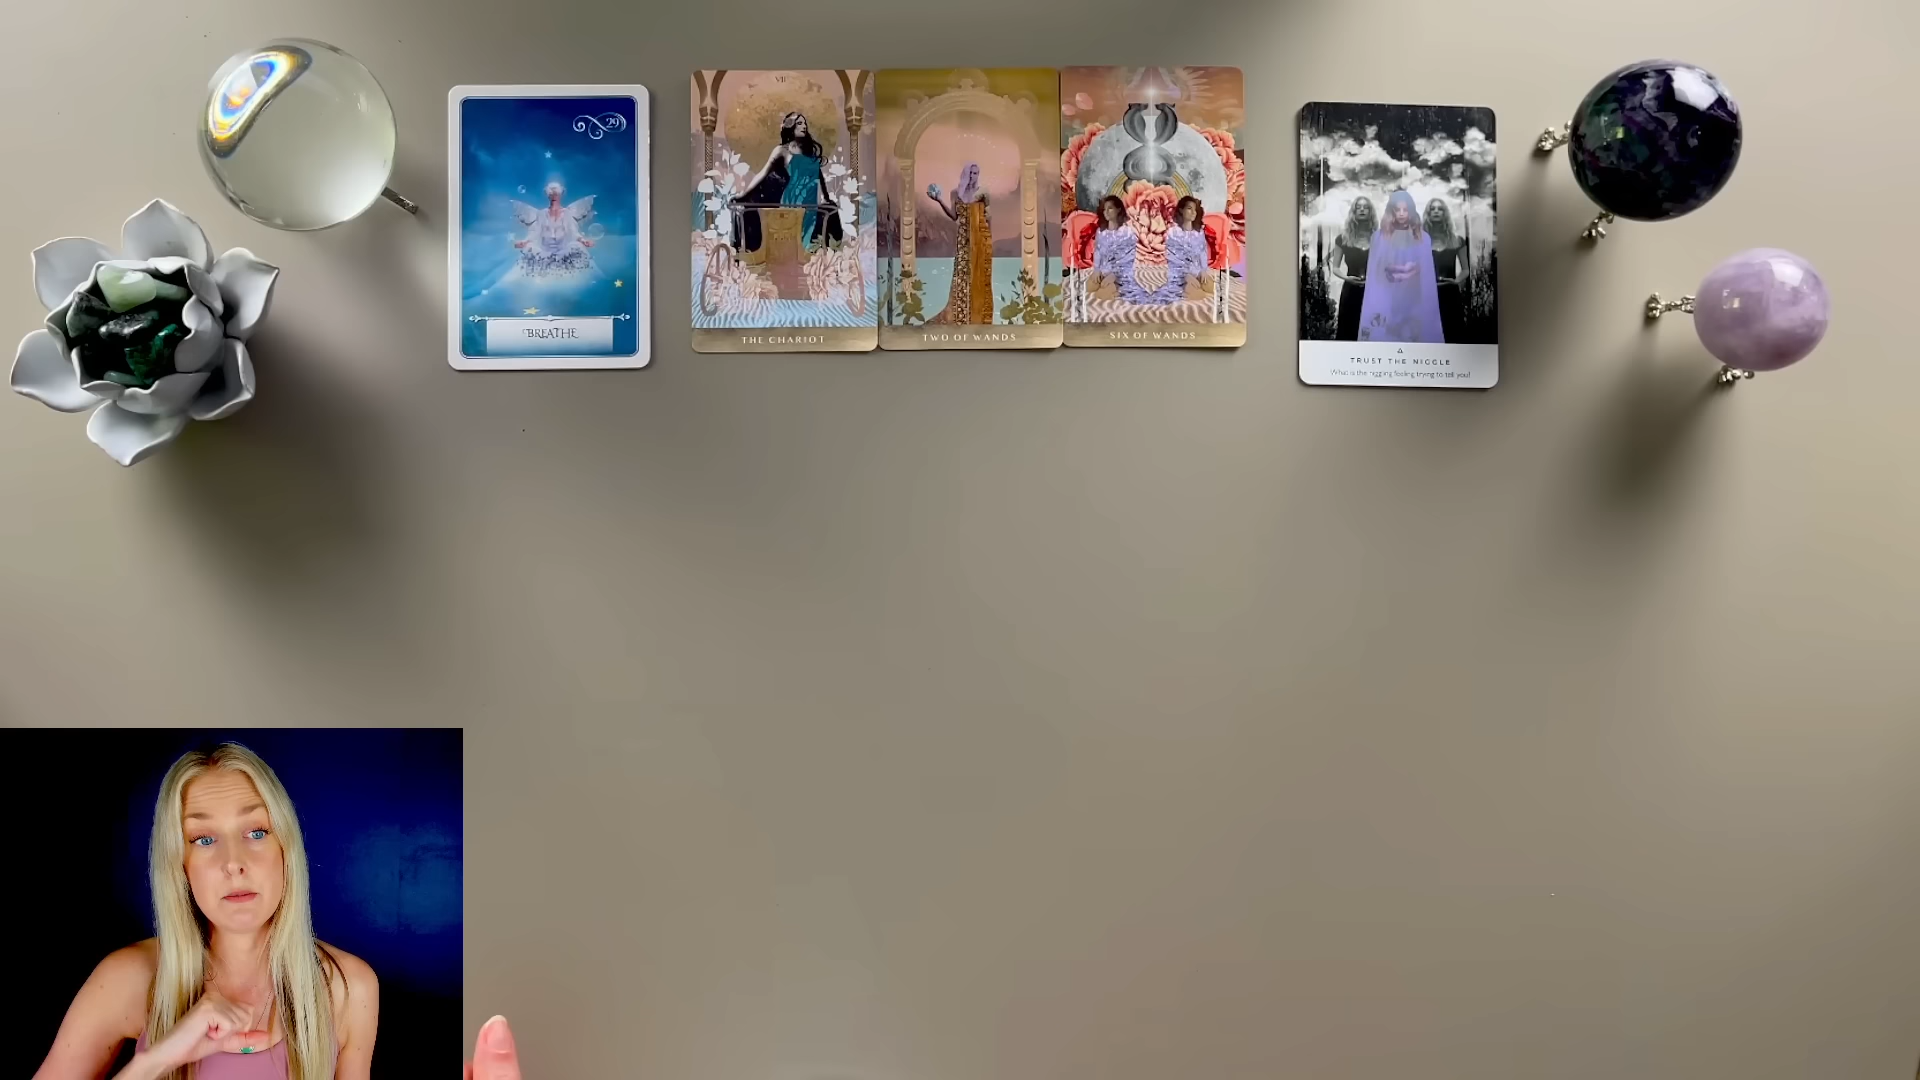 29
BREATHE
VII
THE CHARIOT
TWO OF WANDS
SIX OF WANDS
TRUST THE NIGGLE
What is the niggling feeling trying to tell you?